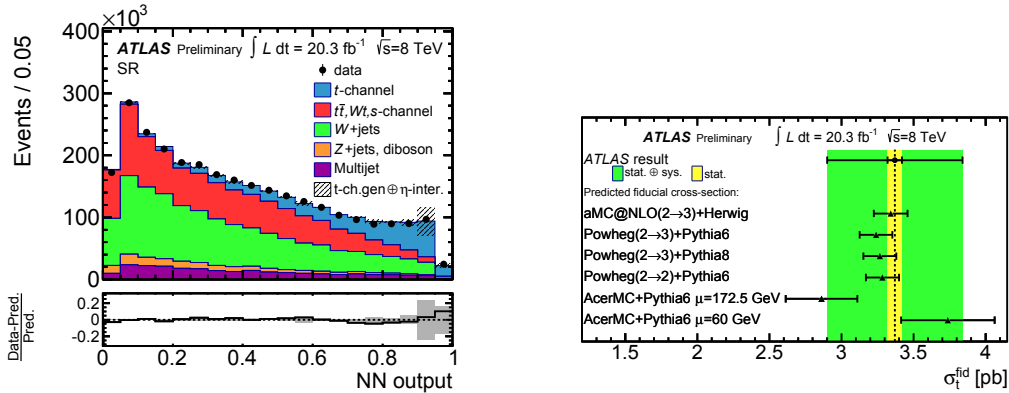 ×10³
400
300
200
100
0
Events / 0.05
ATLAS Preliminary ∫ L dt = 20.3 fb⁻¹ √s=8 TeV
SR
data
t-channel
tt̄,Wt,s-channel
W+jets
Z+jets, diboson
Multijet
t-ch.gen⊕η-inter.
0.2
0
-0.2
Data-Pred.
Pred.
0 0.2 0.4 0.6 0.8 1
NN output
ATLAS Preliminary ∫ L dt = 20.3 fb⁻¹ √s=8 TeV
ATLAS result
stat. ⊕ sys. stat.
Predicted fiducial cross-section:
aMC@NLO(2→3)+Herwig
Powheg(2→3)+Pythia6
Powheg(2→3)+Pythia8
Powheg(2→2)+Pythia6
AcerMC+Pythia6 μ=172.5 GeV
AcerMC+Pythia6 μ=60 GeV
1.5 2 2.5 3 3.5 4
σ_t^fid [pb]